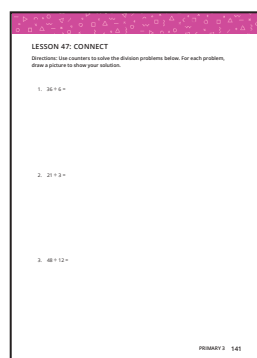 LESSON 47: CONNECT
Directions: Use counters to solve the division problems below. For each problem,
draw a picture to show your solution.
1. 36 ÷ 6 =
2. 21 ÷ 3 =
3. 48 ÷ 12 =
PRIMARY 3 141